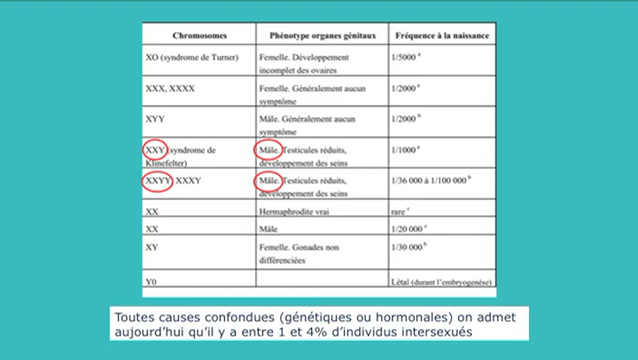 Chromosomes Phénotype organes génitaux Fréquence à la naissance
XO (syndrome de Turner) Femelle. Développement 1/5000 a
incomplet des ovaires
XXX, XXXX Femelle. Généralement aucun 1/2000 a
symptôme
XYY Mâle. Généralement aucun 1/2000 b
symptôme
XXY (syndrome de Mâle. Testicules réduits, 1/1000 a
Klinefelter) développement des seins
XXYY, XXXY Mâle. Testicules réduits, 1/36 000 à 1/100 000 b
développement des seins
XX Hermaphrodite vrai rare c
XX Mâle 1/20 000 c
XY Femelle. Gonades non 1/30 000 b
différenciées
Y0 Létal (durant l'embryogenèse)
Toutes causes confondues (génétiques ou hormonales) on admet
aujourd'hui qu'il y a entre 1 et 4% d'individus intersexués